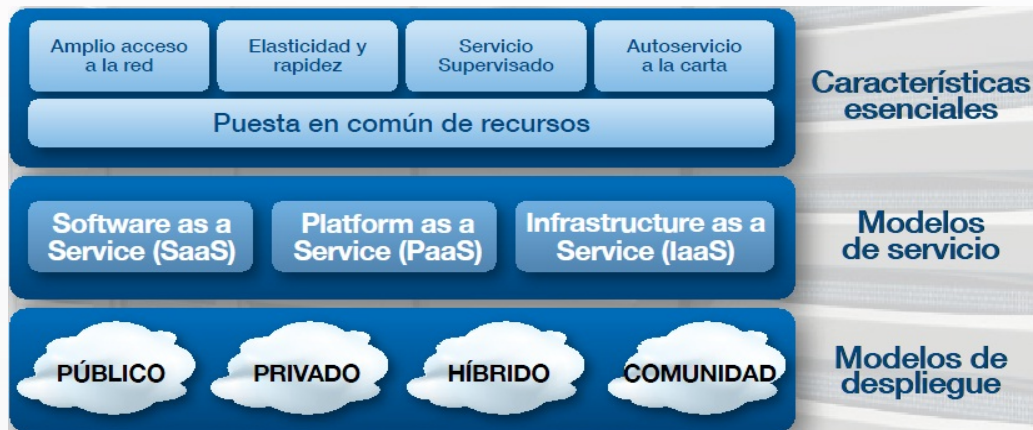 Amplio acceso
a la red
Elasticidad y
rapidez
Servicio
Supervisado
Autoservicio
a la carta
Puesta en común de recursos
Características
esenciales
Software as a
Service (SaaS)
Platform as a
Service (PaaS)
Infrastructure as a
Service (IaaS)
Modelos
de servicio
PÚBLICO
PRIVADO
HÍBRIDO
COMUNIDAD
Modelos de
despliegue